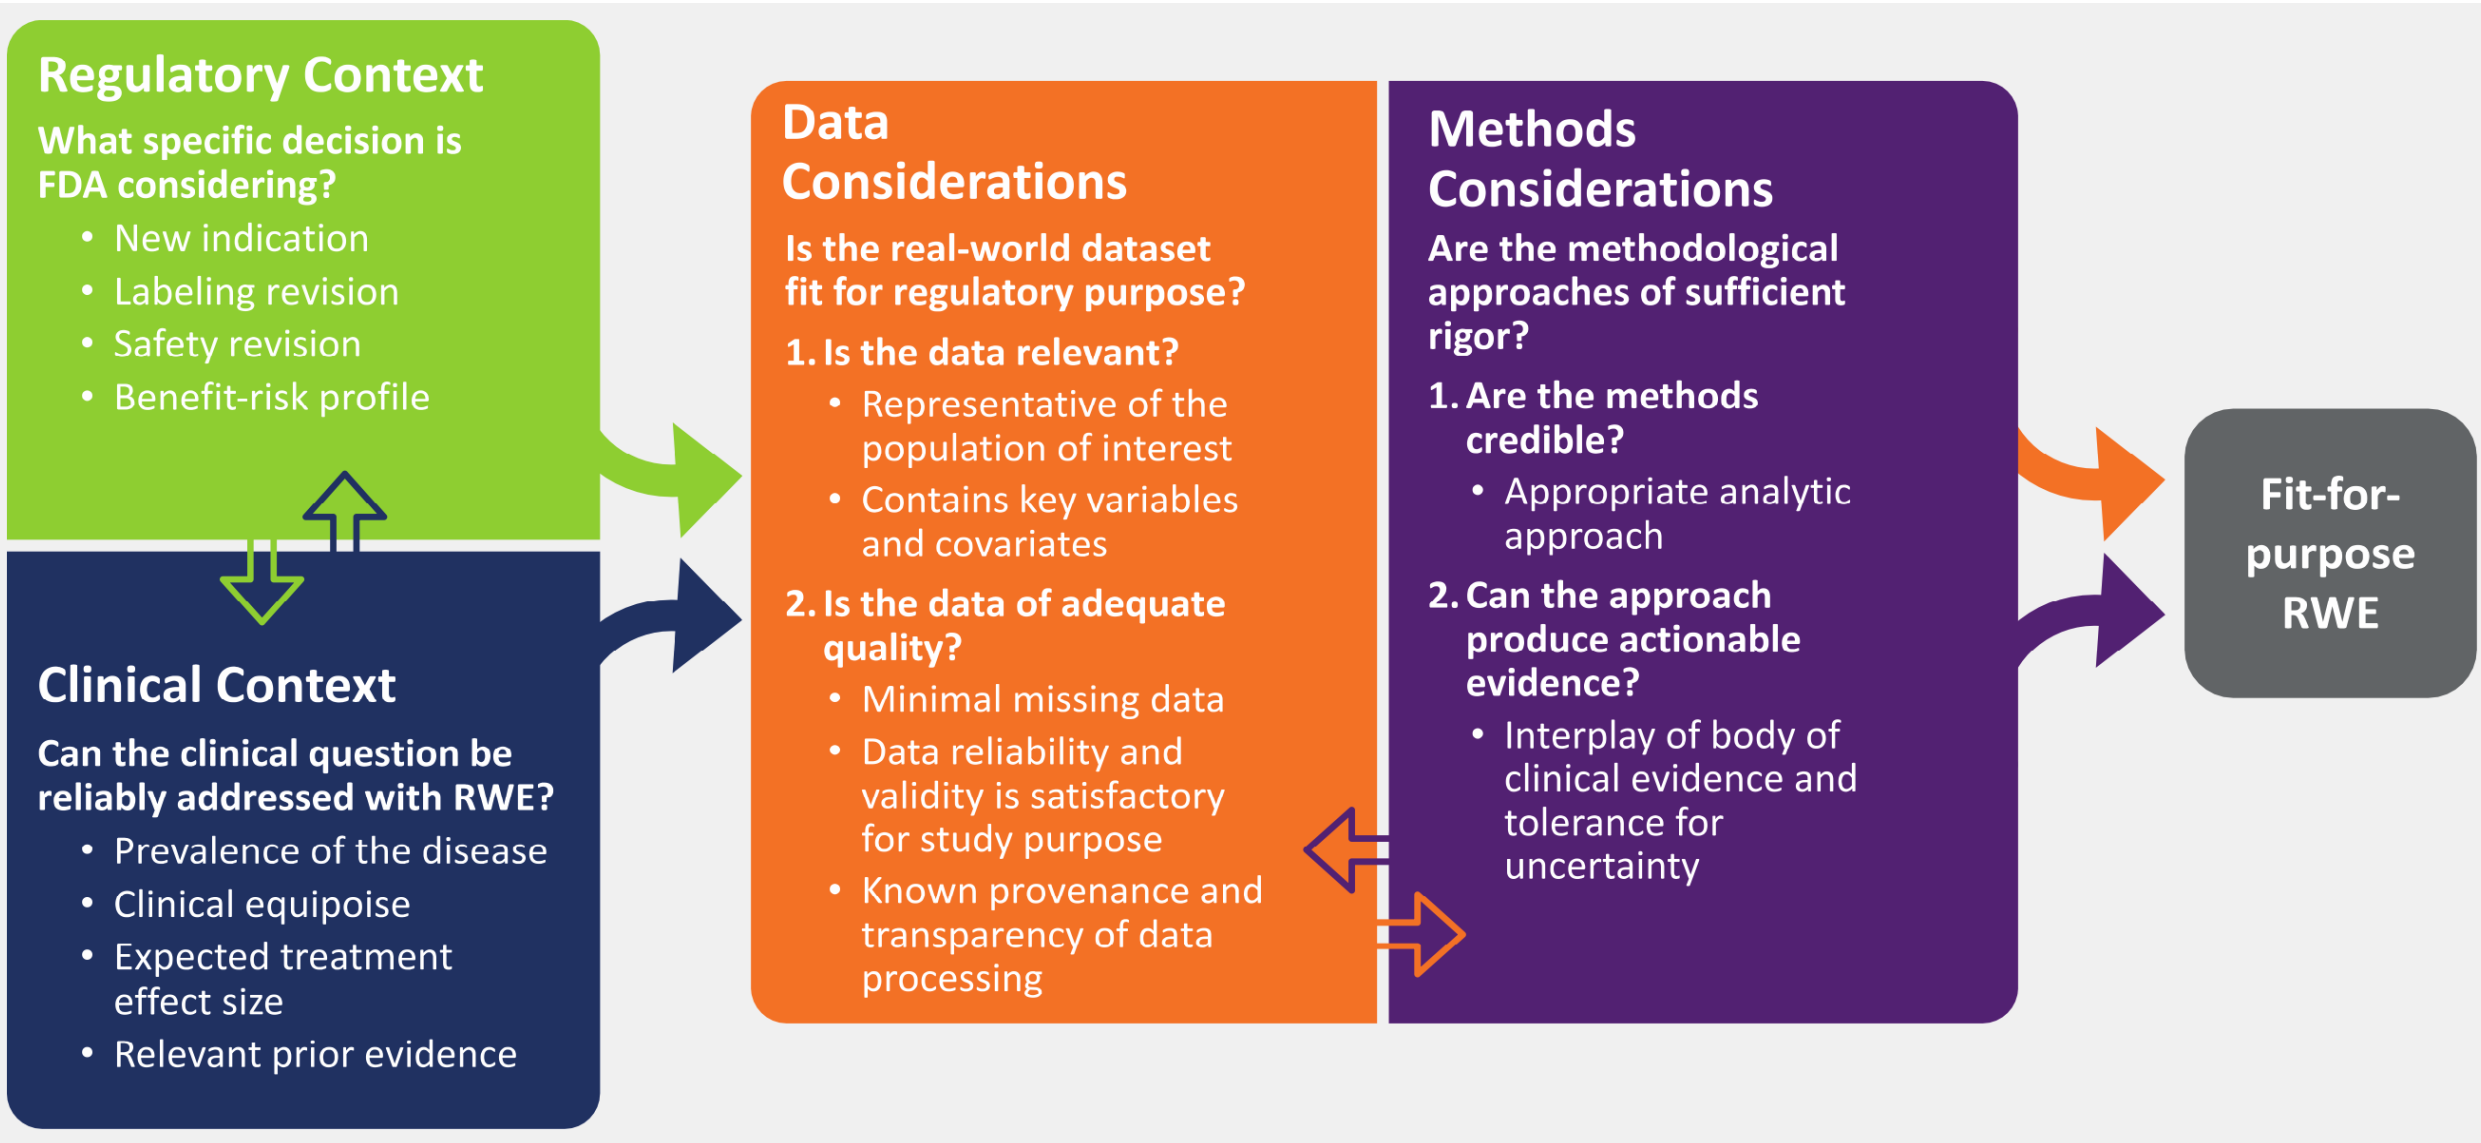 Regulatory Context
What specific decision is
FDA considering?
• New indication
• Labeling revision
• Safety revision
• Benefit-risk profile
Clinical Context
Can the clinical question be
reliably addressed with RWE?
• Prevalence of the disease
• Clinical equipoise
• Expected treatment
effect size
• Relevant prior evidence
Data
Considerations
Is the real-world dataset
fit for regulatory purpose?
1. Is the data relevant?
• Representative of the
population of interest
• Contains key variables
and covariates
2. Is the data of adequate
quality?
• Minimal missing data
• Data reliability and
validity is satisfactory
for study purpose
• Known provenance and
transparency of data
processing
Methods
Considerations
Are the methodological
approaches of sufficient
rigor?
1. Are the methods
credible?
• Appropriate analytic
approach
2. Can the approach
produce actionable
evidence?
• Interplay of body of
clinical evidence and
tolerance for
uncertainty
Fit-for-
purpose
RWE